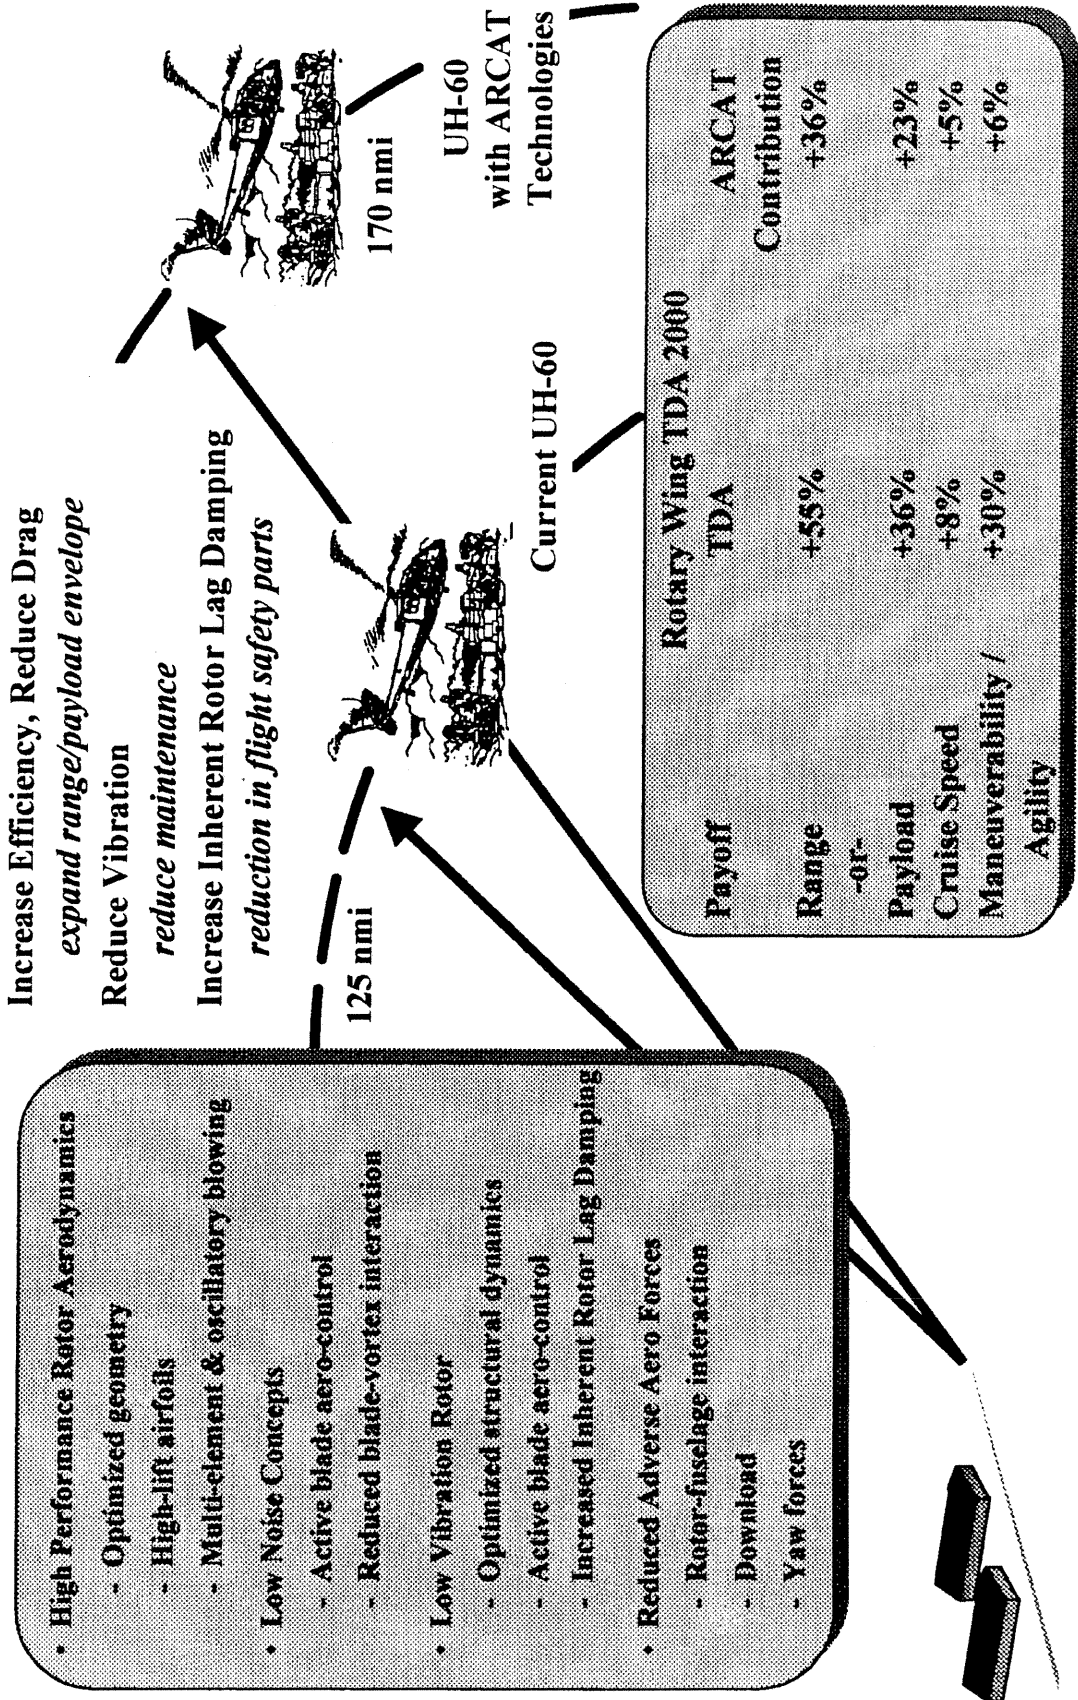 • High Performance Rotor Aerodynamics
- Optimized geometry
- High-lift airfoils
- Multi-element & oscillatory blowing
• Low Noise Concepts
- Active blade aero-control
- Reduced blade-vortex interaction
• Low Vibration Rotor
- Optimized structural dynamics
- Active blade aero-control
- Increased Inherent Rotor Lag Damping
• Reduced Adverse Aero Forces
- Rotor-fuselage interaction
- Download
- Yaw forces
Increase Efficiency, Reduce Drag
expand range/payload envelope
Reduce Vibration
reduce maintenance
Increase Inherent Rotor Lag Damping
reduction in flight safety parts
125 nmi
170 nmi
Current UH-60
UH-60
with ARCAT
Technologies
Rotary Wing TDA 2000
Payoff TDA ARCAT
Contribution
Range +55% +36%
-or-
Payload +36% +23%
Cruise Speed +8% +5%
Maneuverability / +30% +6%
Agility